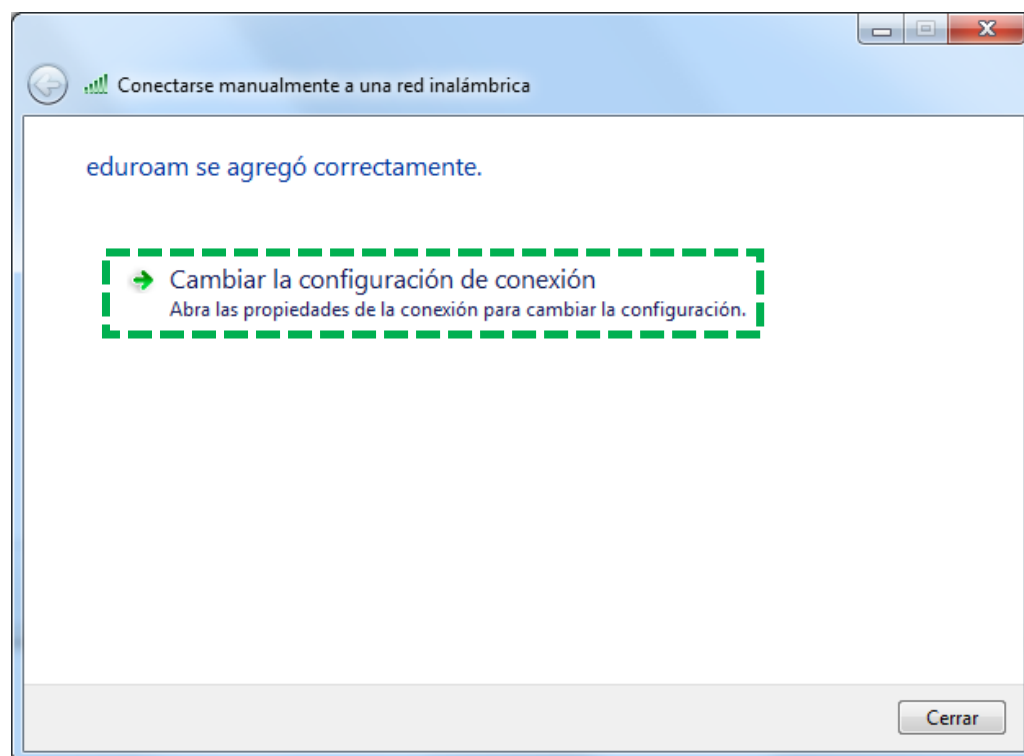 Conectarse manualmente a una red inalámbrica
eduroam se agregó correctamente.
Cambiar la configuración de conexión
Abra las propiedades de la conexión para cambiar la configuración.
Cerrar